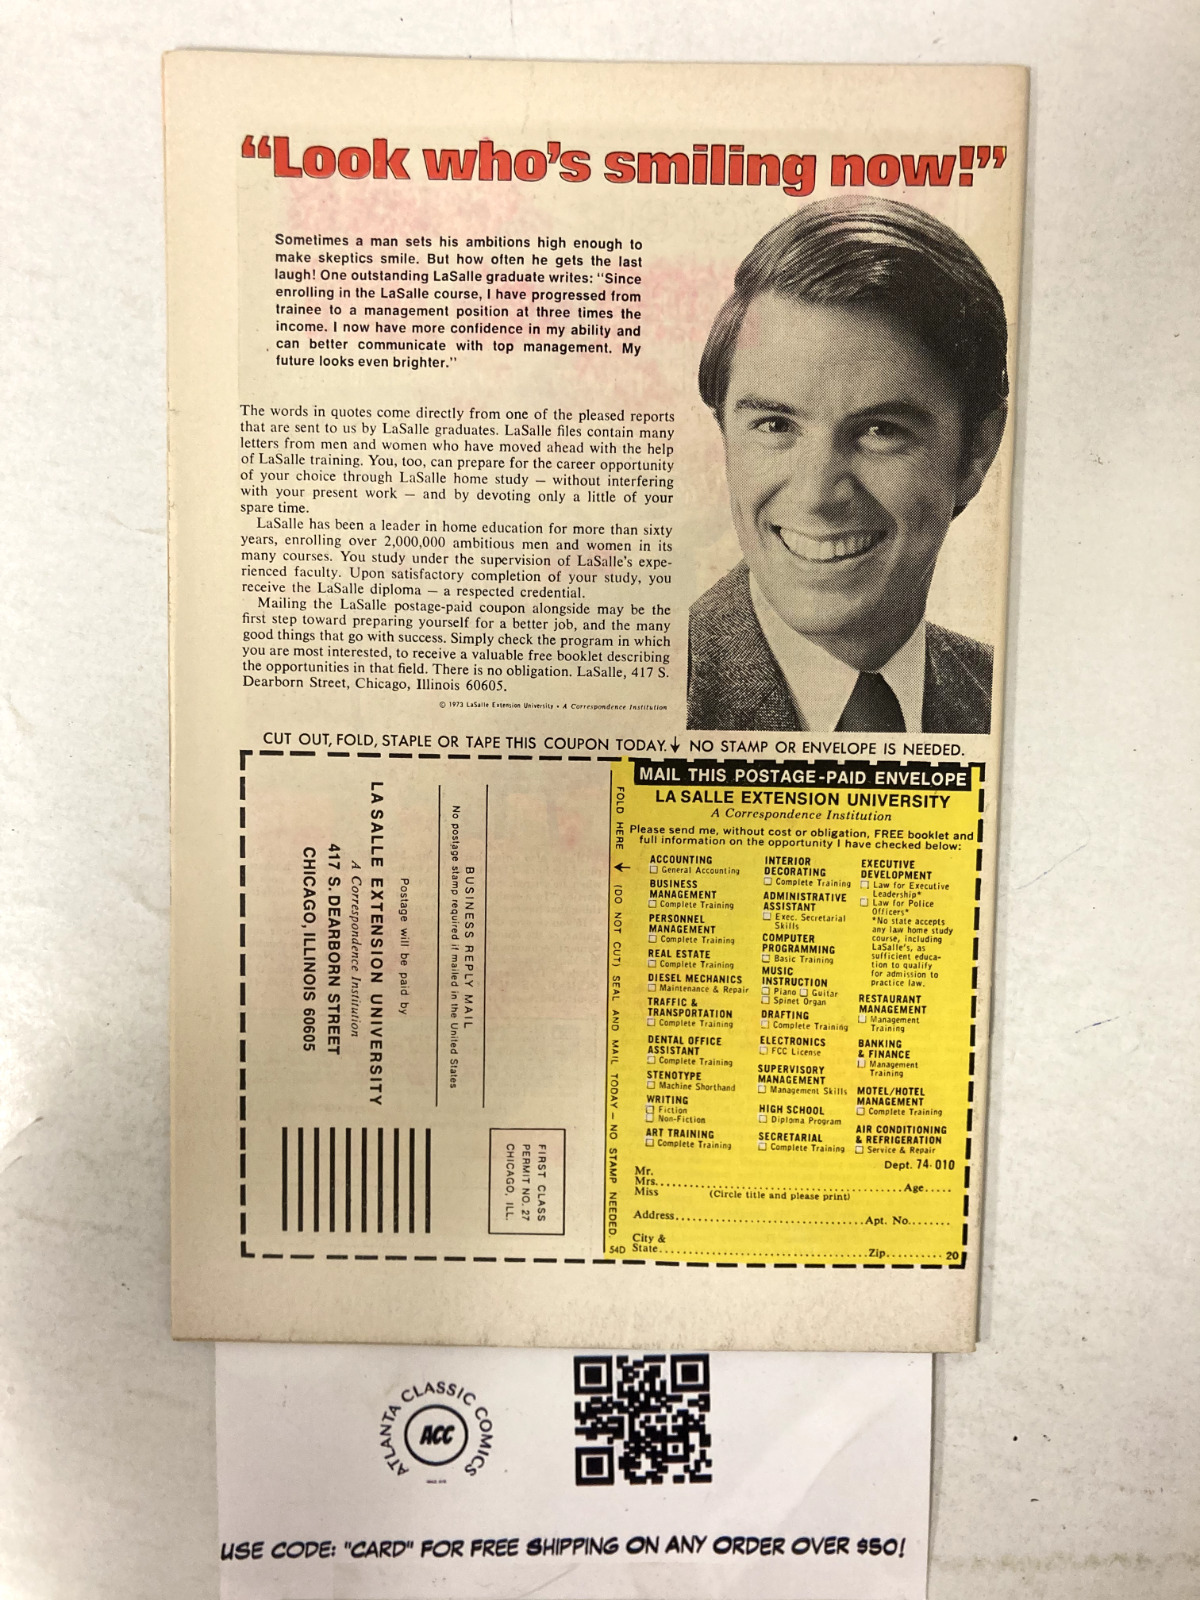 “Look who’s smiling now!”
Sometimes a man sets his ambitions high enough to
make skeptics smile. But how often he gets the last
laugh! One outstanding LaSalle graduate writes: “Since
enrolling in the LaSalle course, I have progressed from
trainee to a management position at three times the
income. I now have more confidence in my ability and
can better communicate with top management. My
future looks even brighter.”
The words in quotes come directly from one of the pleased reports
that are sent to us by LaSalle graduates. LaSalle files contain many
letters from men and women who have moved ahead with the help
of LaSalle training. You, too, can prepare for the career opportunity
of your choice through LaSalle home study — without interfering
with your present work — and by devoting only a little of your
spare time.
LaSalle has been a leader in home education for more than sixty
years, enrolling over 2,000,000 ambitious men and women in its
many courses. You study under the supervision of LaSalle's expe-
rienced faculty. Upon satisfactory completion of your study, you
receive the LaSalle diploma — a respected credential.
Mailing the LaSalle postage-paid coupon alongside may be the
first step toward preparing yourself for a better job, and the many
good things that go with success. Simply check the program in which
you are most interested, to receive a valuable free booklet describing
the opportunities in that field. There is no obligation. LaSalle, 417 S.
Dearborn Street, Chicago, Illinois 60605.
© 1973 LaSalle Extension University • A Correspondence Institution
CUT OUT, FOLD, STAPLE OR TAPE THIS COUPON TODAY. ↓ NO STAMP OR ENVELOPE IS NEEDED.
FIRST CLASS
PERMIT NO. 27
CHICAGO, ILL.
BUSINESS REPLY MAIL
No postage stamp required if mailed in the United States
Postage will be paid by
LA SALLE EXTENSION UNIVERSITY
A Correspondence Institution
417 S. DEARBORN STREET
CHICAGO, ILLINOIS 60605
FOLD HERE ↓ (DO NOT CUT) SEAL AND MAIL TODAY — NO STAMP NEEDED.
54D
MAIL THIS POSTAGE-PAID ENVELOPE
LA SALLE EXTENSION UNIVERSITY
A Correspondence Institution
Please send me, without cost or obligation, FREE booklet and
full information on the opportunity I have checked below:
ACCOUNTING
☐ General Accounting
BUSINESS
MANAGEMENT
☐ Complete Training
PERSONNEL
MANAGEMENT
☐ Complete Training
REAL ESTATE
☐ Complete Training
DIESEL MECHANICS
☐ Maintenance & Repair
TRAFFIC &
TRANSPORTATION
☐ Complete Training
DENTAL OFFICE
ASSISTANT
☐ Complete Training
STENOTYPE
☐ Machine Shorthand
WRITING
☐ Fiction
☐ Non-Fiction
ART TRAINING
☐ Complete Training
INTERIOR
DECORATING
☐ Complete Training
ADMINISTRATIVE
ASSISTANT
☐ Exec. Secretarial
Skills
COMPUTER
PROGRAMMING
☐ Basic Training
MUSIC
INSTRUCTION
☐ Piano ☐ Guitar
☐ Spinet Organ
DRAFTING
☐ Complete Training
ELECTRONICS
☐ FCC License
SUPERVISORY
MANAGEMENT
☐ Management Skills
HIGH SCHOOL
☐ Diploma Program
SECRETARIAL
☐ Complete Training
EXECUTIVE
DEVELOPMENT
☐ Law for Executive
Leadership*
☐ Law for Police
Officers*
*No state accepts
any law home study
course, including
LaSalle's, as
sufficient educa-
tion to qualify
for admission to
practice law.
RESTAURANT
MANAGEMENT
☐ Management
Training
BANKING
& FINANCE
☐ Management
Training
MOTEL/HOTEL
MANAGEMENT
☐ Complete Training
AIR CONDITIONING
& REFRIGERATION
☐ Service & Repair
Dept. 74-010
Mr.
Mrs.......Age.....
Miss (Circle title and please print)
Address.......Apt. No.......
City &
State.......Zip.......20
ATLANTA CLASSIC COMICS
ACC
USE CODE: "CARD" FOR FREE SHIPPING ON ANY ORDER OVER $50!